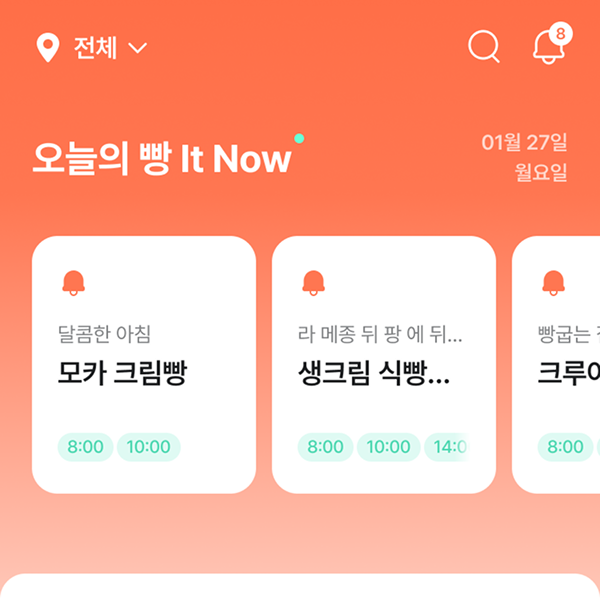 전체
8
오늘의 빵 It Now
01월 27일
월요일
달콤한 아침
모카 크림빵
8:00 10:00
라 메종 뒤 팡 에 뒤...
생크림 식빵...
8:00 10:00 14:0
빵굽는
크루아
8:00